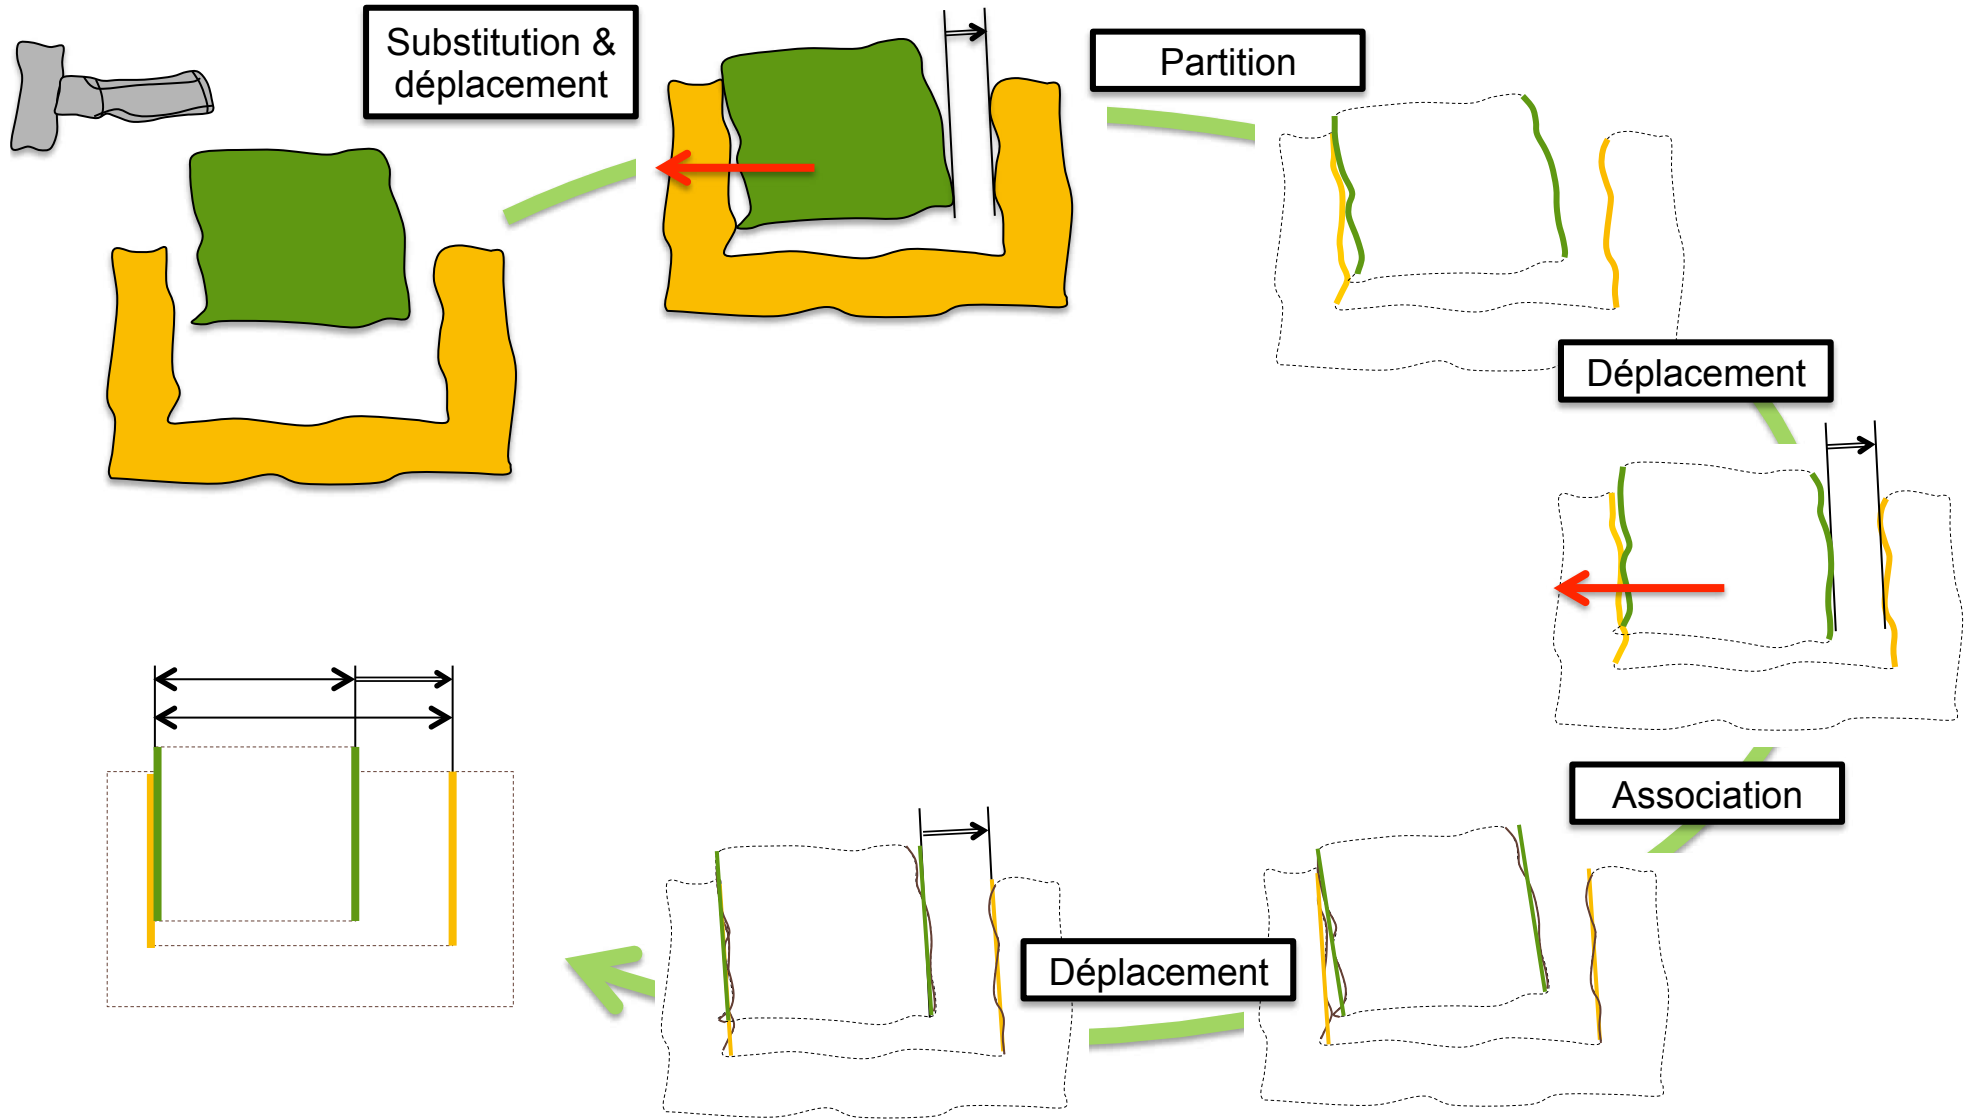 Substitution &
déplacement
Partition
Déplacement
Association
Déplacement